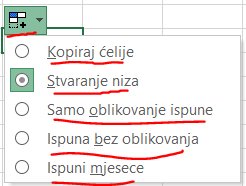 Kopiraj ćelije
Stvaranje niza
Samo oblikovanje ispune
Ispuna bez oblikovanja
Ispuni mjesece